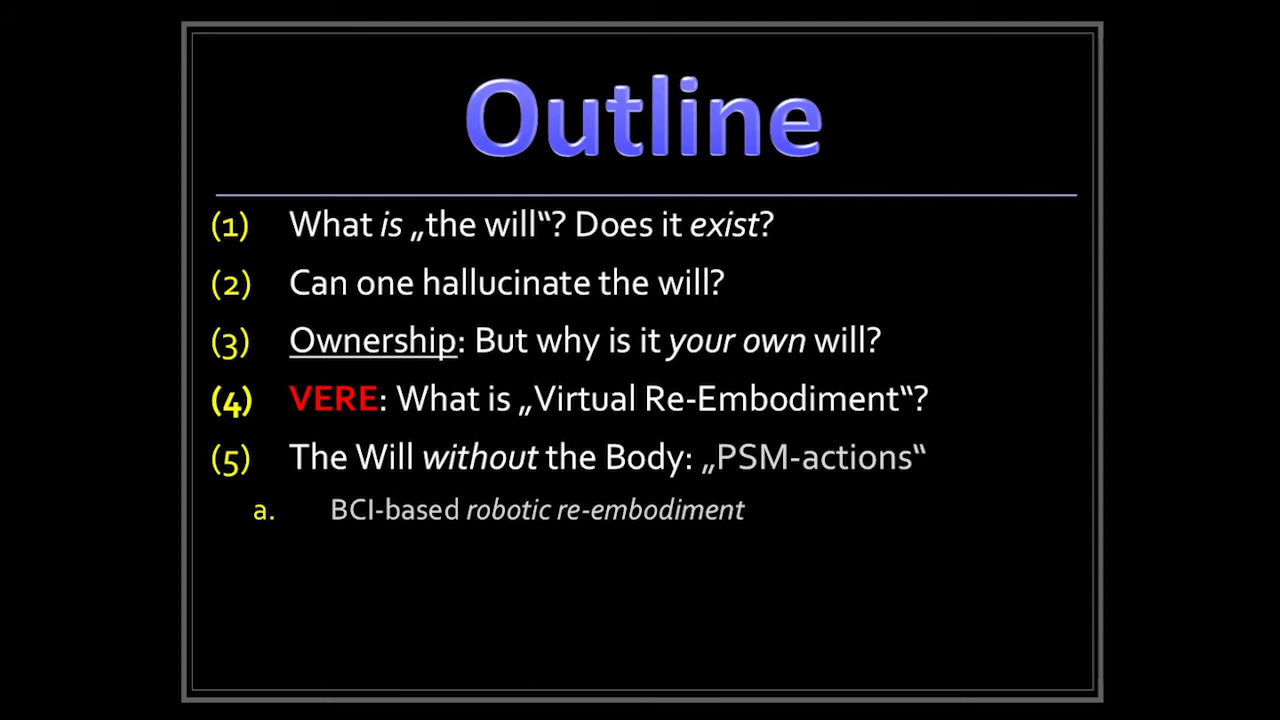 Outline
(1) What is „the will“? Does it exist?
(2) Can one hallucinate the will?
(3) Ownership: But why is it your own will?
(4) VERE: What is „Virtual Re-Embodiment“?
(5) The Will without the Body: „PSM-actions“
a. BCI-based robotic re-embodiment